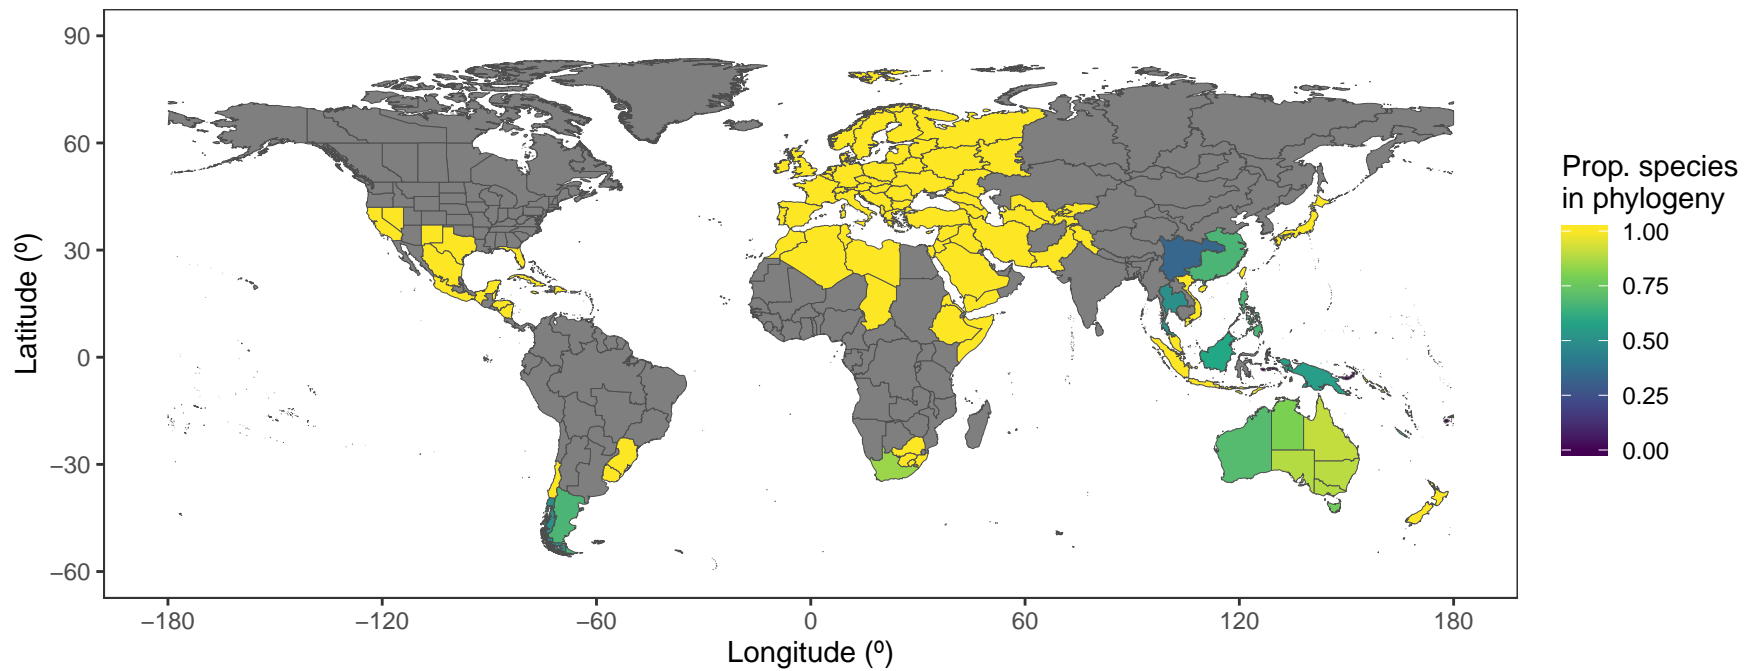 90
60
30
0
−30
−60
Latitude (º)
−180 −120 −60 0 60 120 180
Longitude (º)
Prop. species
in phylogeny
1.00
0.75
0.50
0.25
0.00